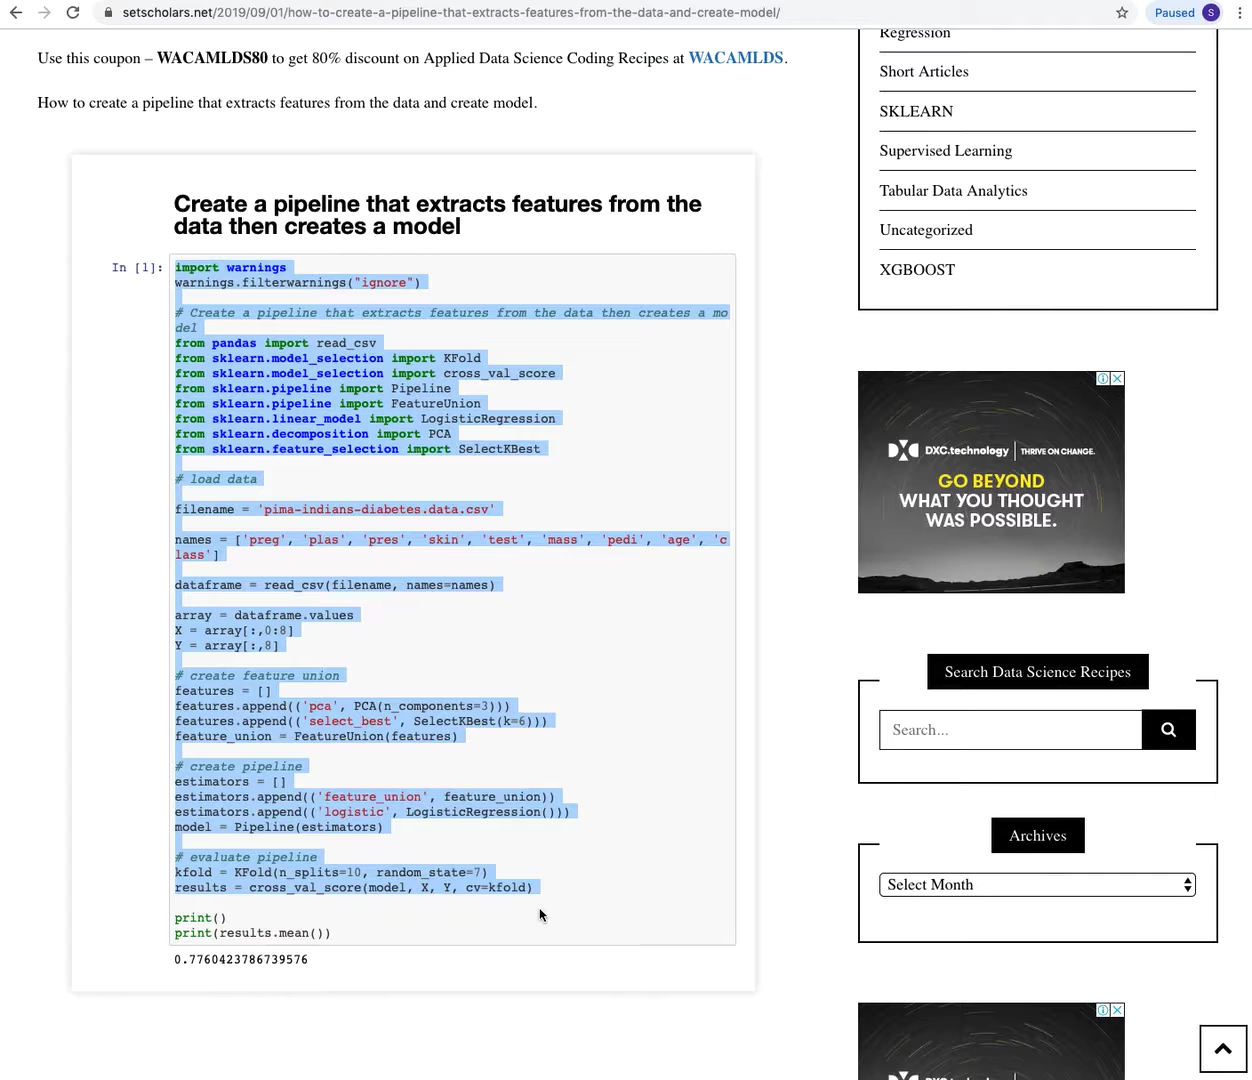 setscholars.net/2019/09/01/how-to-create-a-pipeline-that-extracts-features-from-the-data-and-create-model/
Paused
S
Use this coupon – WACAMLDS80 to get 80% discount on Applied Data Science Coding Recipes at WACAMLDS.
How to create a pipeline that extracts features from the data and create model.
Create a pipeline that extracts features from the
data then creates a model
In [1]:
import warnings
warnings.filterwarnings("ignore")
# Create a pipeline that extracts features from the data then creates a mo
del
from pandas import read_csv
from sklearn.model_selection import KFold
from sklearn.model_selection import cross_val_score
from sklearn.pipeline import Pipeline
from sklearn.pipeline import FeatureUnion
from sklearn.linear_model import LogisticRegression
from sklearn.decomposition import PCA
from sklearn.feature_selection import SelectKBest
# load data
filename = 'pima-indians-diabetes.data.csv'
names = ['preg', 'plas', 'pres', 'skin', 'test', 'mass', 'pedi', 'age', 'c
lass']
dataframe = read_csv(filename, names=names)
array = dataframe.values
X = array[:,0:8]
Y = array[:,8]
# create feature union
features = []
features.append(('pca', PCA(n_components=3)))
features.append(('select_best', SelectKBest(k=6)))
feature_union = FeatureUnion(features)
# create pipeline
estimators = []
estimators.append(('feature_union', feature_union))
estimators.append(('logistic', LogisticRegression()))
model = Pipeline(estimators)
# evaluate pipeline
kfold = KFold(n_splits=10, random_state=7)
results = cross_val_score(model, X, Y, cv=kfold)
print()
print(results.mean())
0.7760423786739576
Regression
Short Articles
SKLEARN
Supervised Learning
Tabular Data Analytics
Uncategorized
XGBOOST
DXC.technology | THRIVE ON CHANGE.
GO BEYOND
WHAT YOU THOUGHT
WAS POSSIBLE.
Search Data Science Recipes
Search...
Archives
Select Month